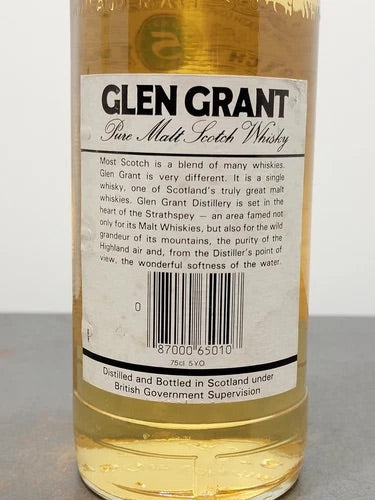 GLEN GRANT
Pure Malt Scotch Whisky
Most Scotch is a blend of many whiskies.
Glen Grant is very different. It is a single
whisky, one of Scotland's truly great malt
whiskies. Glen Grant Distillery is set in the
heart of the Strathspey — an area famed not
only for its Malt Whiskies, but also for the wild
grandeur of its mountains, the purity of the
Highland air and, from the Distiller's point of
view, the wonderful softness of the water.
0
87000 65010
75cl 5YO
Distilled and Bottled in Scotland under
British Government Supervision